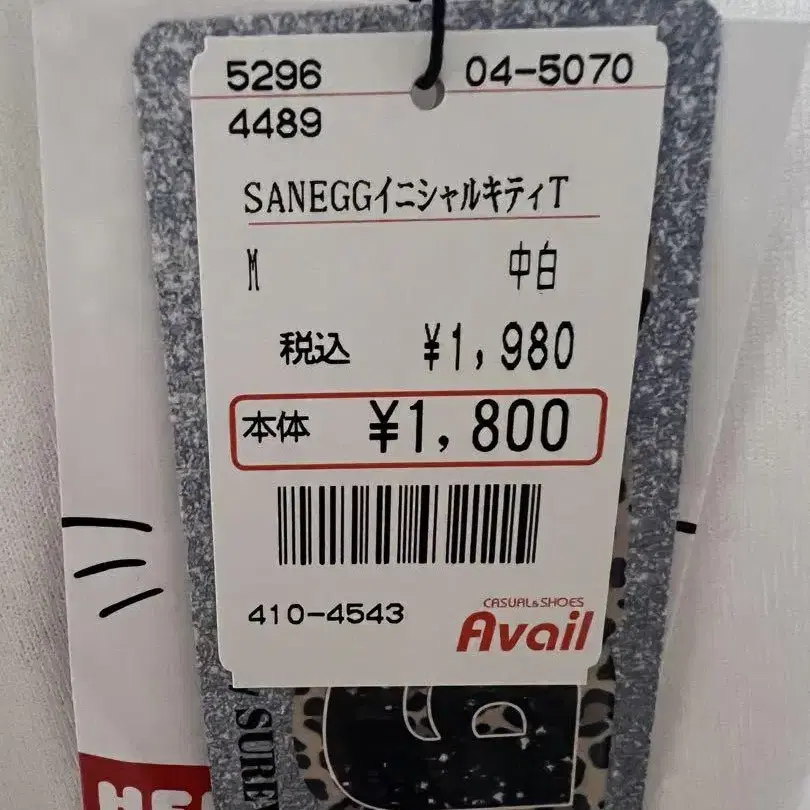 5296 04-5070
4489
SANEGGイニシャルキティT
M 中白
税込 ¥1,980
本体 ¥1,800
410-4543
CASUAL&SHOES
Avail